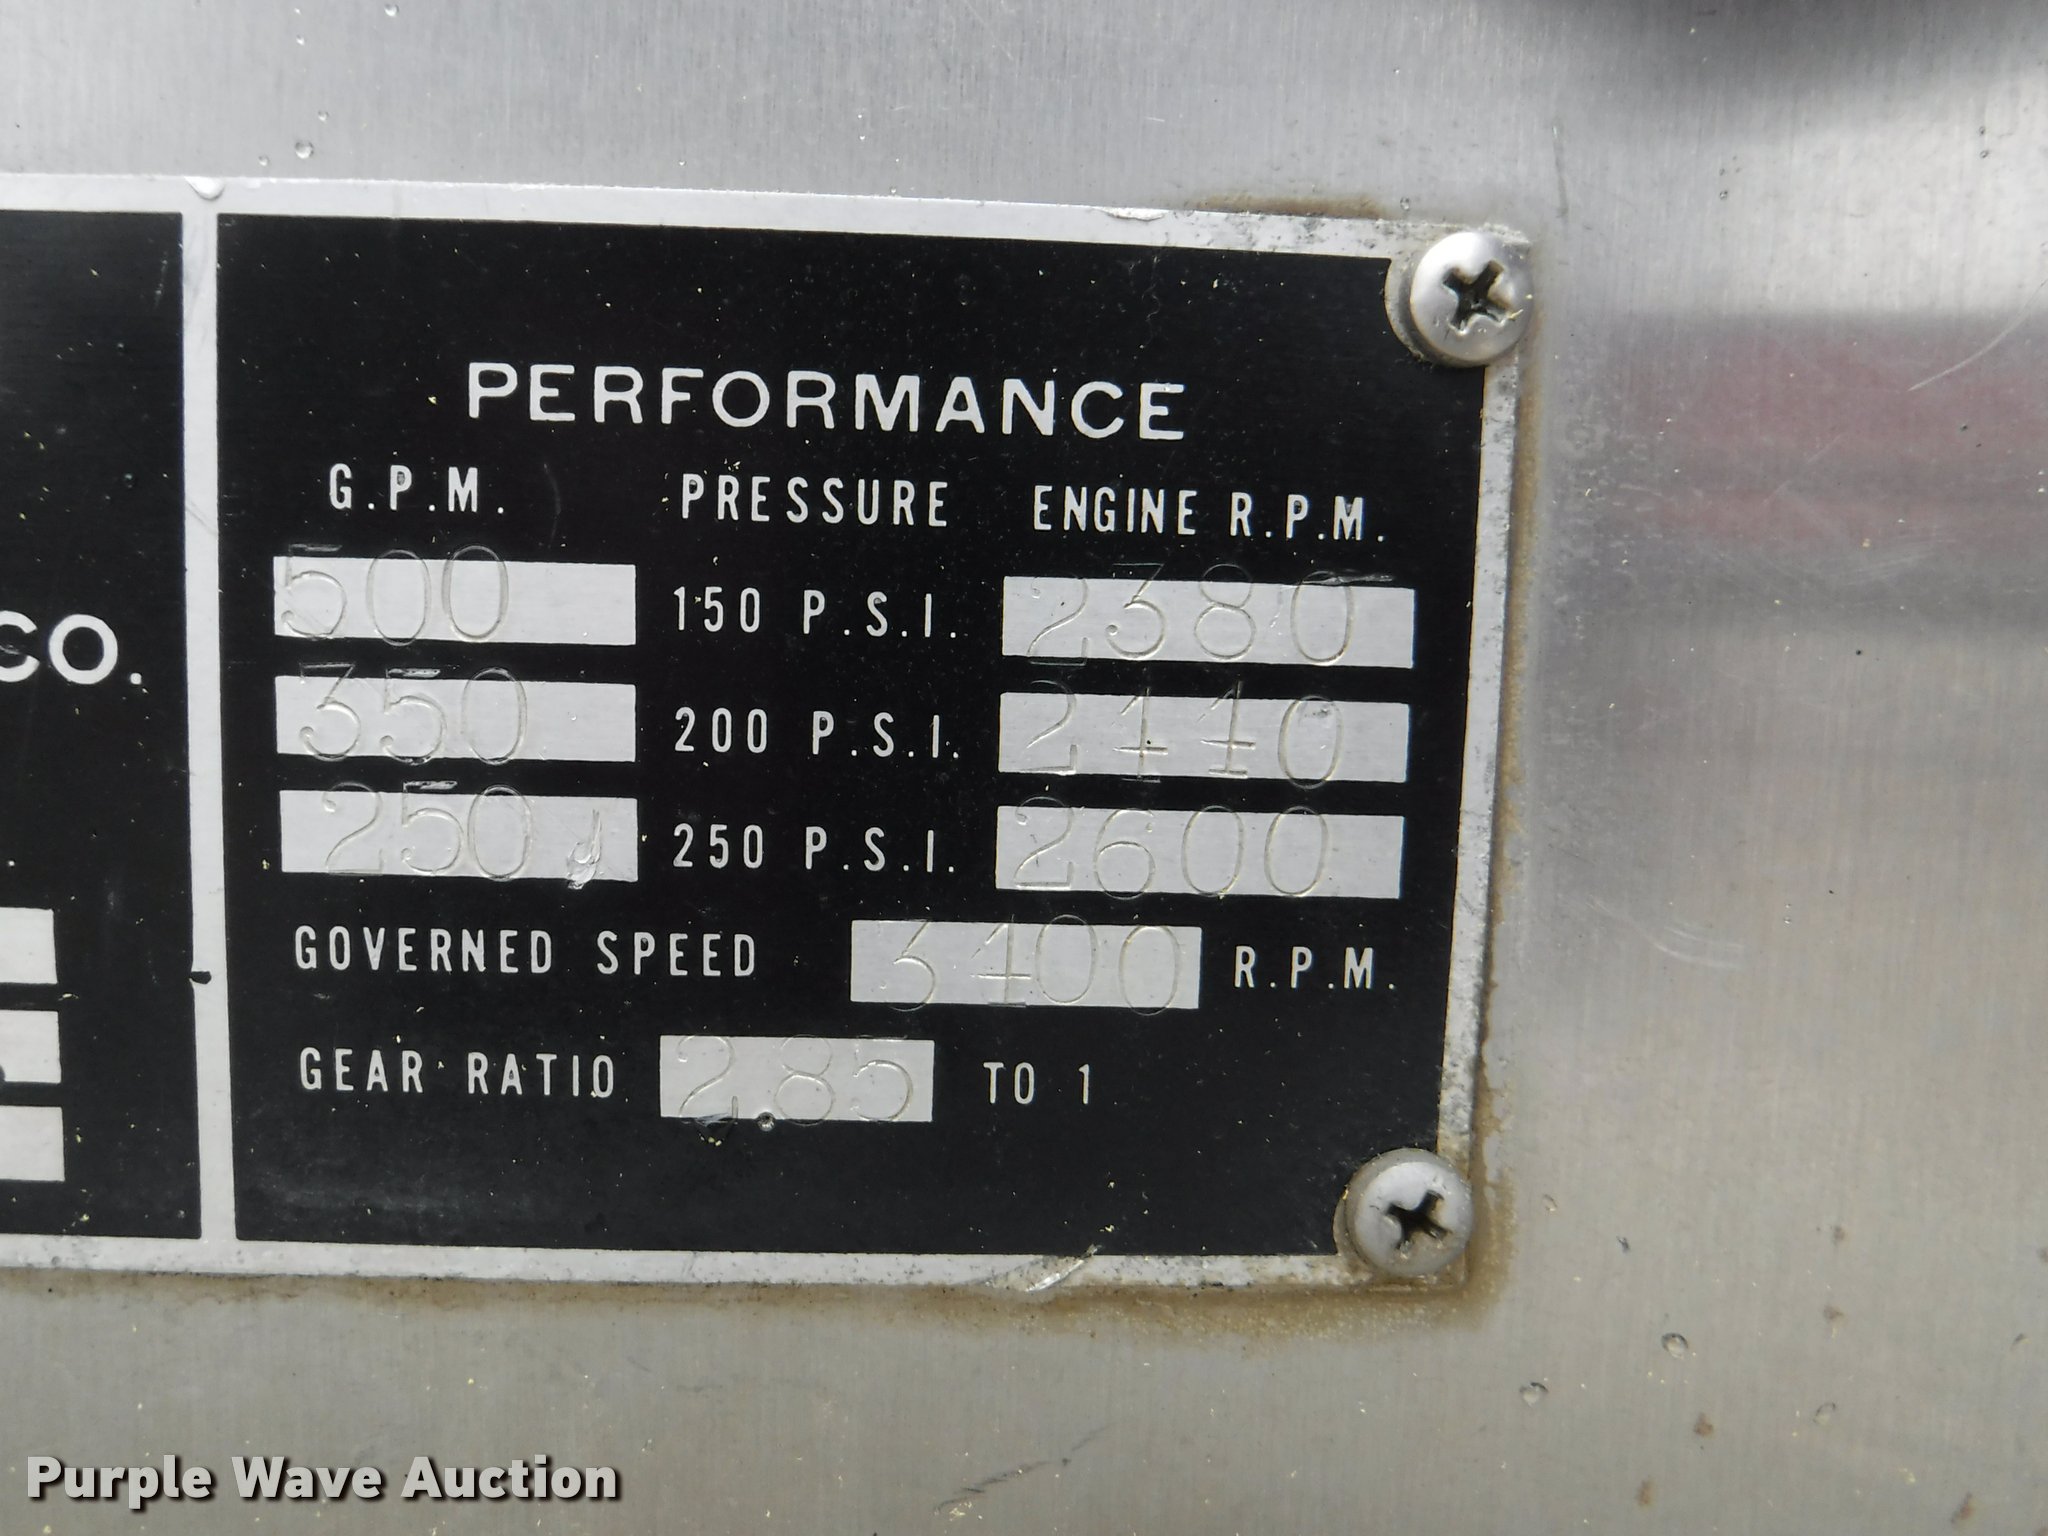 PERFORMANCE
G.P.M. PRESSURE ENGINE R.P.M.
500 150 P.S.I. 2380
350 200 P.S.I. 2440
250 250 P.S.I. 2600
GOVERNED SPEED 3400 R.P.M.
GEAR RATIO 2.85 TO 1
CO.
Purple Wave Auction